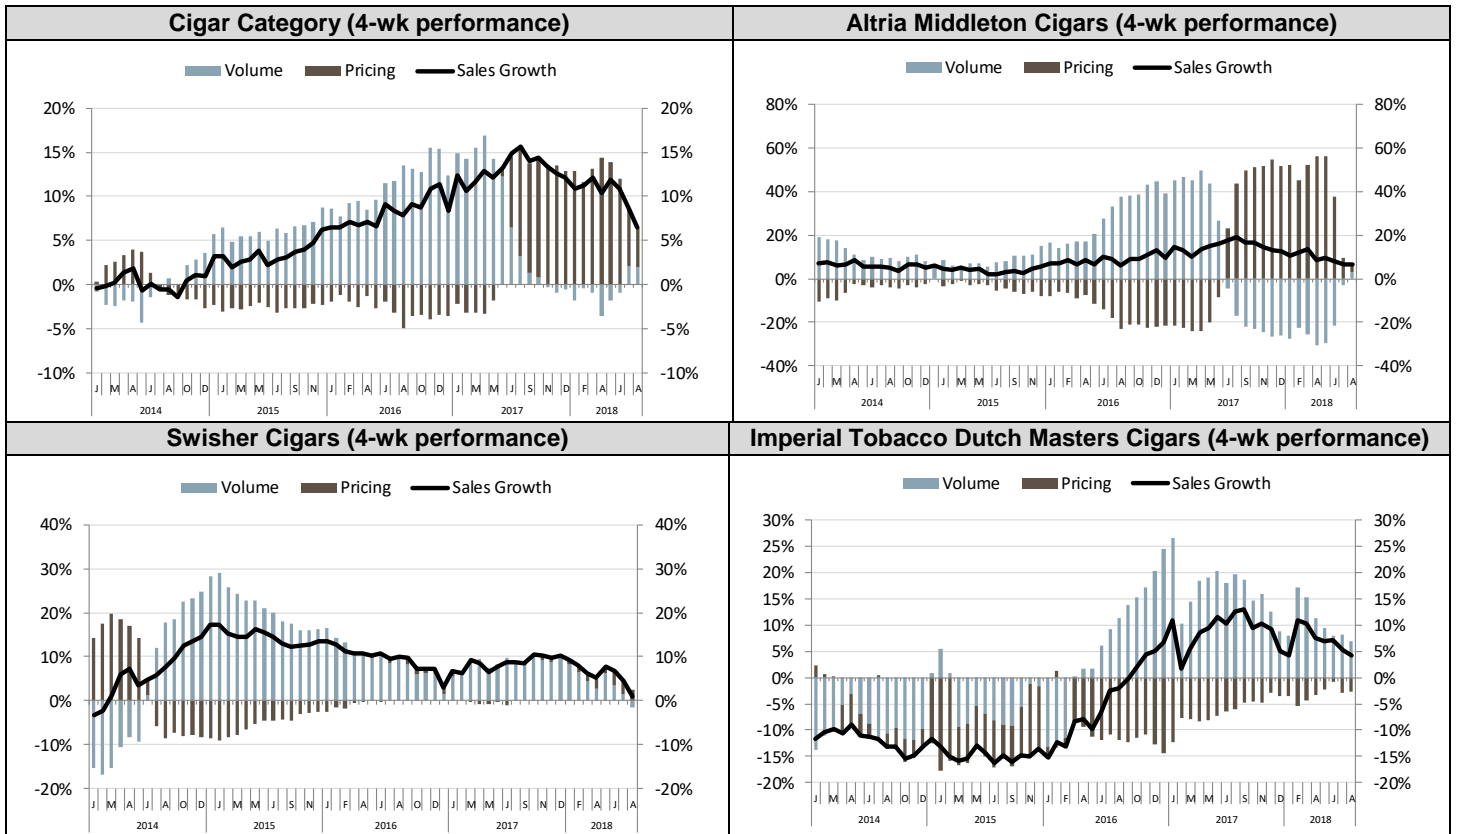 Cigar Category (4-wk performance)
Volume Pricing Sales Growth
20% 20%
15% 15%
10% 10%
5% 5%
0% 0%
-5% -5%
-10% -10%
J M A J A O D J M M J S N J F A J A O D J M M J S N D F A J A
2014 2015 2016 2017 2018
Altria Middleton Cigars (4-wk performance)
Volume Pricing Sales Growth
80% 80%
60% 60%
40% 40%
20% 20%
0% 0%
-20% -20%
-40% -40%
J M A J A O D J M M J S N J F A J A O D J M M J S N D F A J A
2014 2015 2016 2017 2018
Swisher Cigars (4-wk performance)
Volume Pricing Sales Growth
40% 40%
30% 30%
20% 20%
10% 10%
0% 0%
-10% -10%
-20% -20%
J M A J A O D J M M J S N J F A J A O D J M M J S N D F A J A
2014 2015 2016 2017 2018
Imperial Tobacco Dutch Masters Cigars (4-wk performance)
Volume Pricing Sales Growth
30% 30%
25% 25%
20% 20%
15% 15%
10% 10%
5% 5%
0% 0%
-5% -5%
-10% -10%
-15% -15%
-20% -20%
J M A J A O D J M M J S N J F A J A O D J M M J S N D F A J A
2014 2015 2016 2017 2018